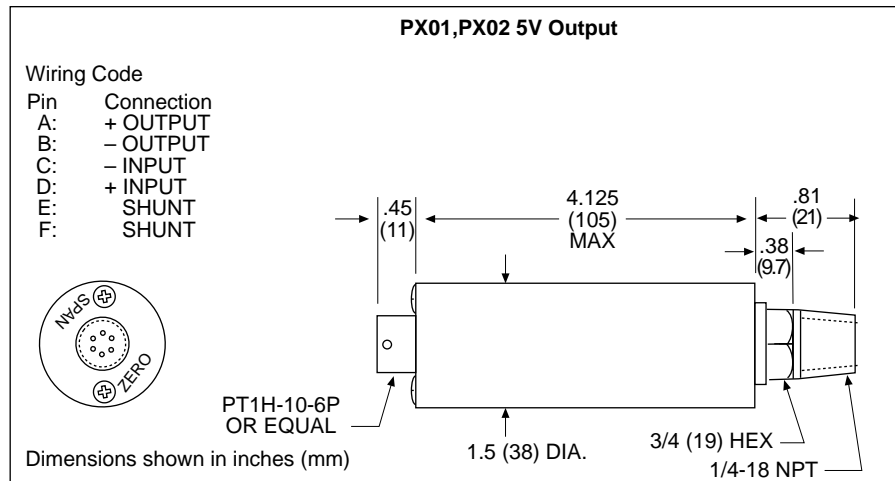 PX01,PX02 5V Output
Wiring Code
Pin Connection
A: + OUTPUT
B: – OUTPUT
C: – INPUT
D: + INPUT
E: SHUNT
F: SHUNT
.45
(11)
4.125
(105)
MAX
.81
(21)
.38
(9.7)
SPAN
ZERO
PT1H-10-6P
OR EQUAL
1.5 (38) DIA.
3/4 (19) HEX
1/4-18 NPT
Dimensions shown in inches (mm)